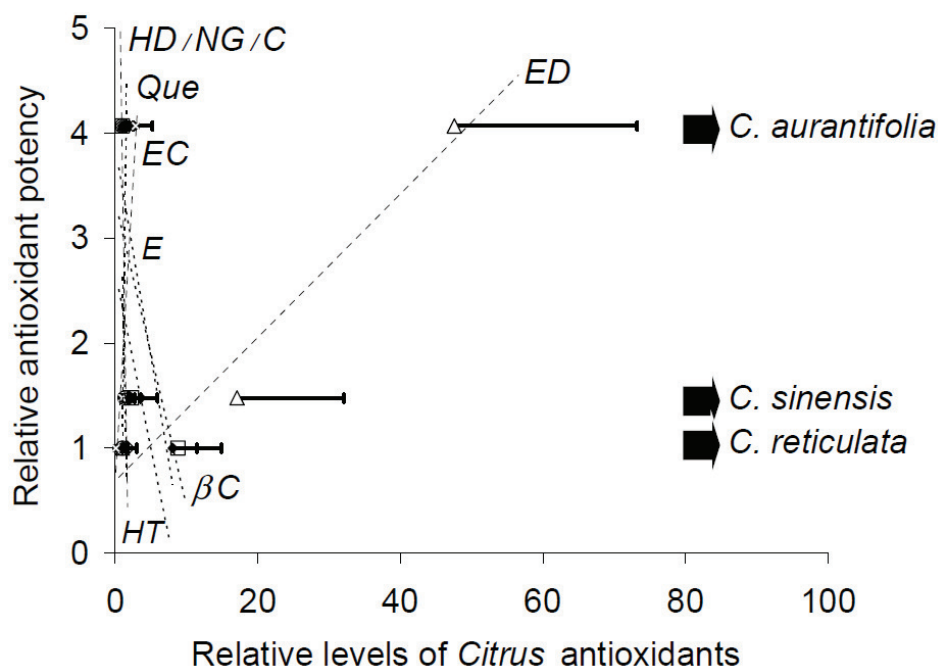 5
HD/NG/C
ED
Que
4
C. aurantifolia
EC
3
E
2
C. sinensis
1
C. reticulata
βC
HT
0
0 20 40 60 80 100
Relative antioxidant potency
Relative levels of Citrus antioxidants